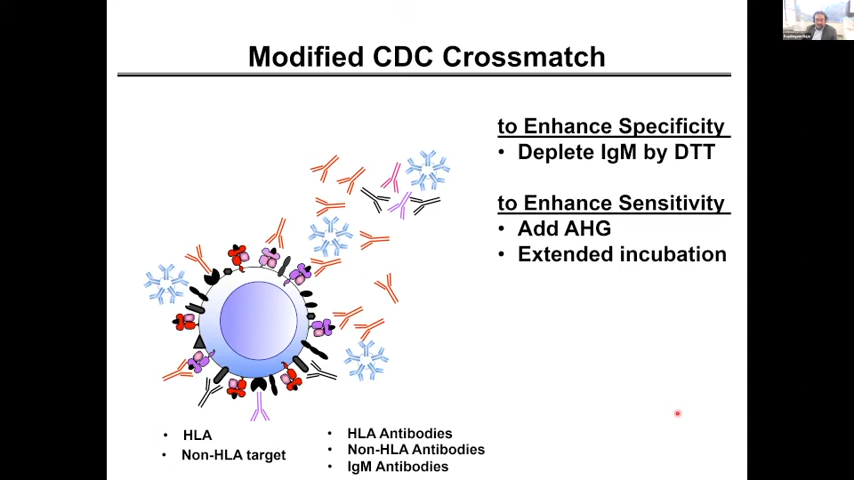 Modified CDC Crossmatch
to Enhance Specificity
• Deplete IgM by DTT
to Enhance Sensitivity
• Add AHG
• Extended incubation
• HLA
• Non-HLA target
• HLA Antibodies
• Non-HLA Antibodies
• IgM Antibodies